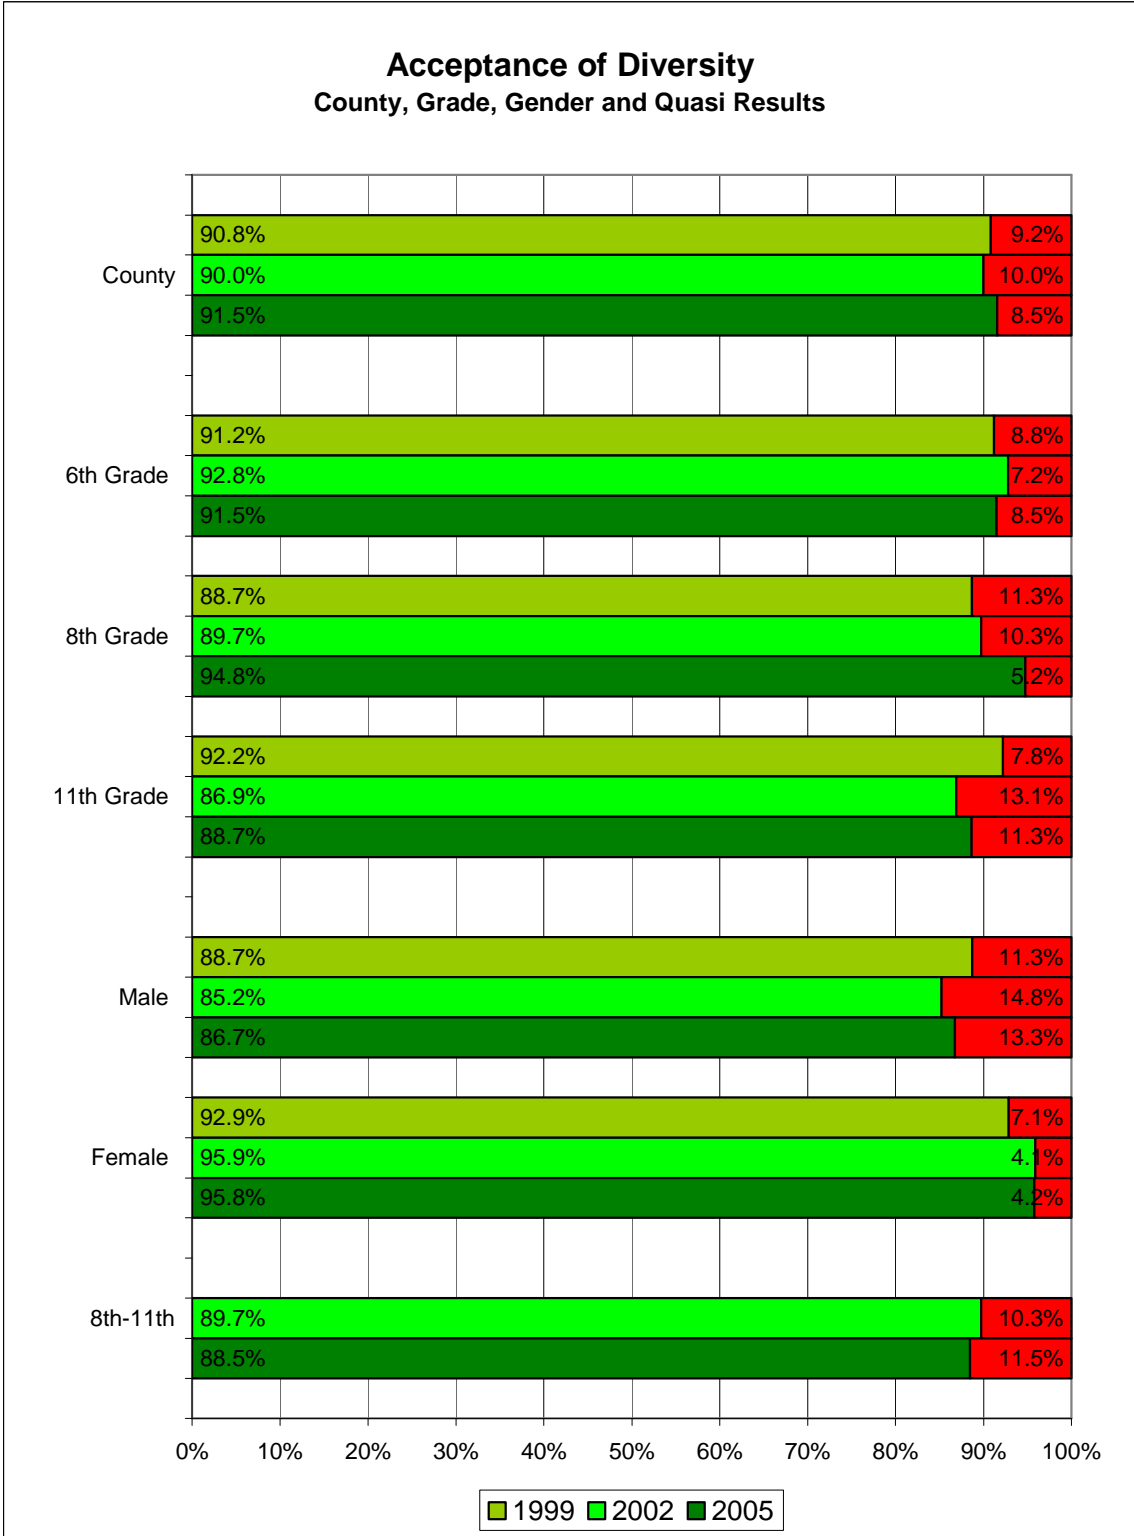 Acceptance of Diversity
County, Grade, Gender and Quasi Results
90.8% 9.2%
County 90.0% 10.0%
91.5% 8.5%
91.2% 8.8%
6th Grade 92.8% 7.2%
91.5% 8.5%
88.7% 11.3%
8th Grade 89.7% 10.3%
94.8% 5.2%
92.2% 7.8%
11th Grade 86.9% 13.1%
88.7% 11.3%
88.7% 11.3%
Male 85.2% 14.8%
86.7% 13.3%
92.9% 7.1%
Female 95.9% 4.1%
95.8% 4.2%
8th-11th 89.7% 10.3%
88.5% 11.5%
0% 10% 20% 30% 40% 50% 60% 70% 80% 90% 100%
1999 2002 2005